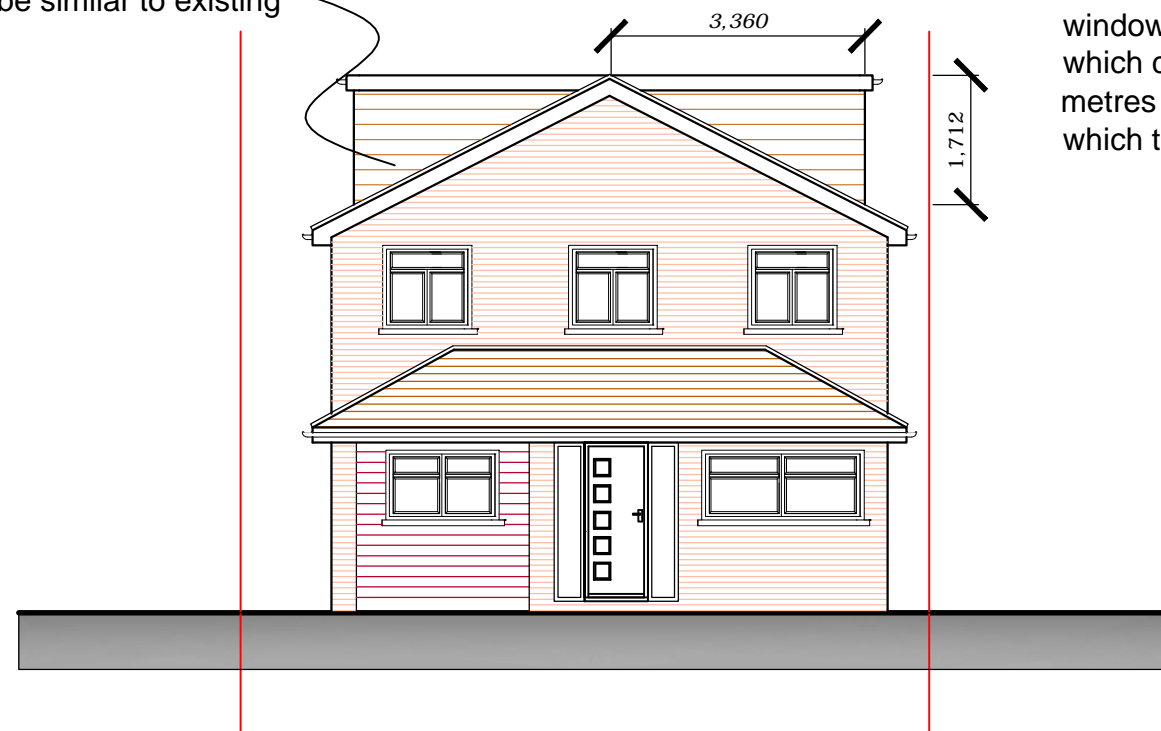 be similar to existing
3,360
window
which
metres
which
1,712